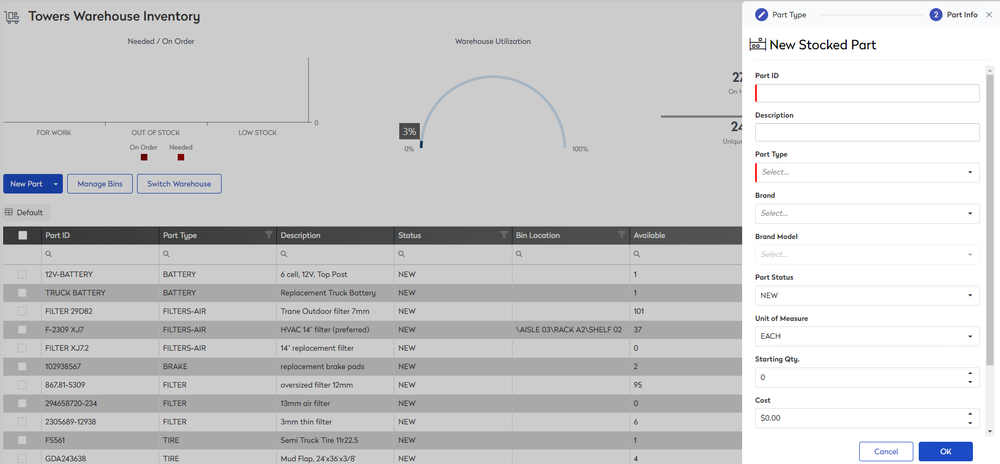 Towers Warehouse Inventory
Needed / On Order
0
FOR WORK OUT OF STOCK LOW STOCK
On Order Needed
Warehouse Utilization
3%
0% 100%
On H
24
Unique
New Part Manage Bins Switch Warehouse
Default
Part ID Part Type Description Status Bin Location Available
12V-BATTERY BATTERY 6 cell, 12V, Top Post NEW 1
TRUCK BATTERY BATTERY Replacement Truck Battery NEW 1
FILTER 29D82 FILTERS-AIR Trane Outdoor filter 7mm NEW 101
F-2309 XJ7 FILTERS-AIR HVAC 14" filter (preferred) NEW \AISLE 03\RACK A2\SHELF 02 37
FILTER XJ7.2 FILTERS-AIR 14" replacement filter NEW 0
102938567 BRAKE replacement brake pads NEW 2
867.81-5309 FILTER oversized filter 12mm NEW 95
294658720-234 FILTER 13mm air filter NEW 0
2305689-12938 FILTER 3mm thin filter NEW 6
FS561 TIRE Semi Truck Tire 11r22.5 NEW 1
GDA243638 TIRE Mud Flap, 24'x36'x3/8' NEW 4
Part Type 2 Part Info
New Stocked Part
Part ID
Description
Part Type
Select...
Brand
Select...
Brand Model
Select...
Part Status
NEW
Unit of Measure
EACH
Starting Qty.
0
Cost
$0.00
Cancel OK